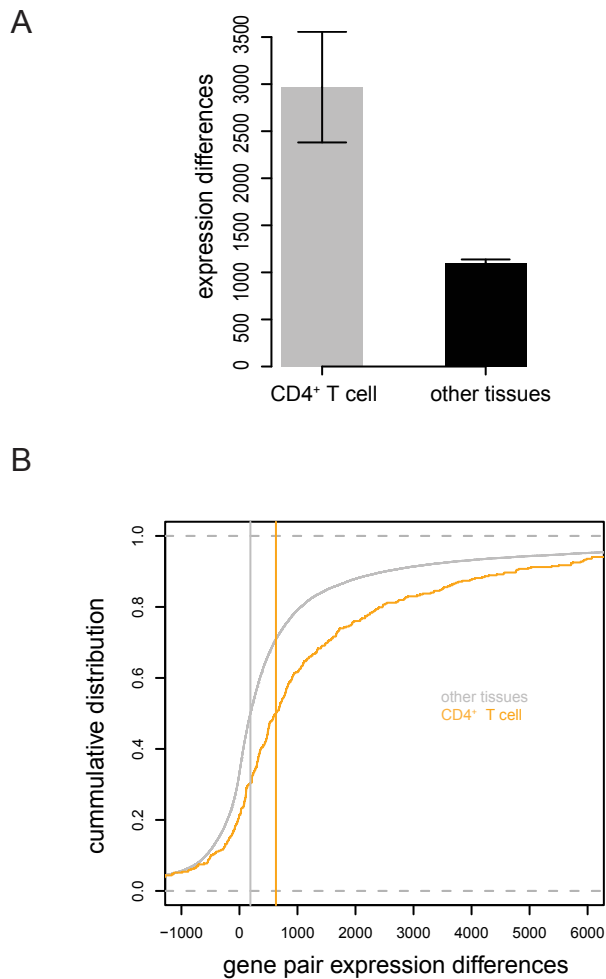 A
expression differences
3500
3000
2500
2000
1500
1000
500
0
CD4⁺ T cell
other tissues
B
cummulative distribution
1.0
0.8
0.6
0.4
0.2
0.0
other tissues
CD4⁺ T cell
−1000 0 1000 2000 3000 4000 5000 6000
gene pair expression differences